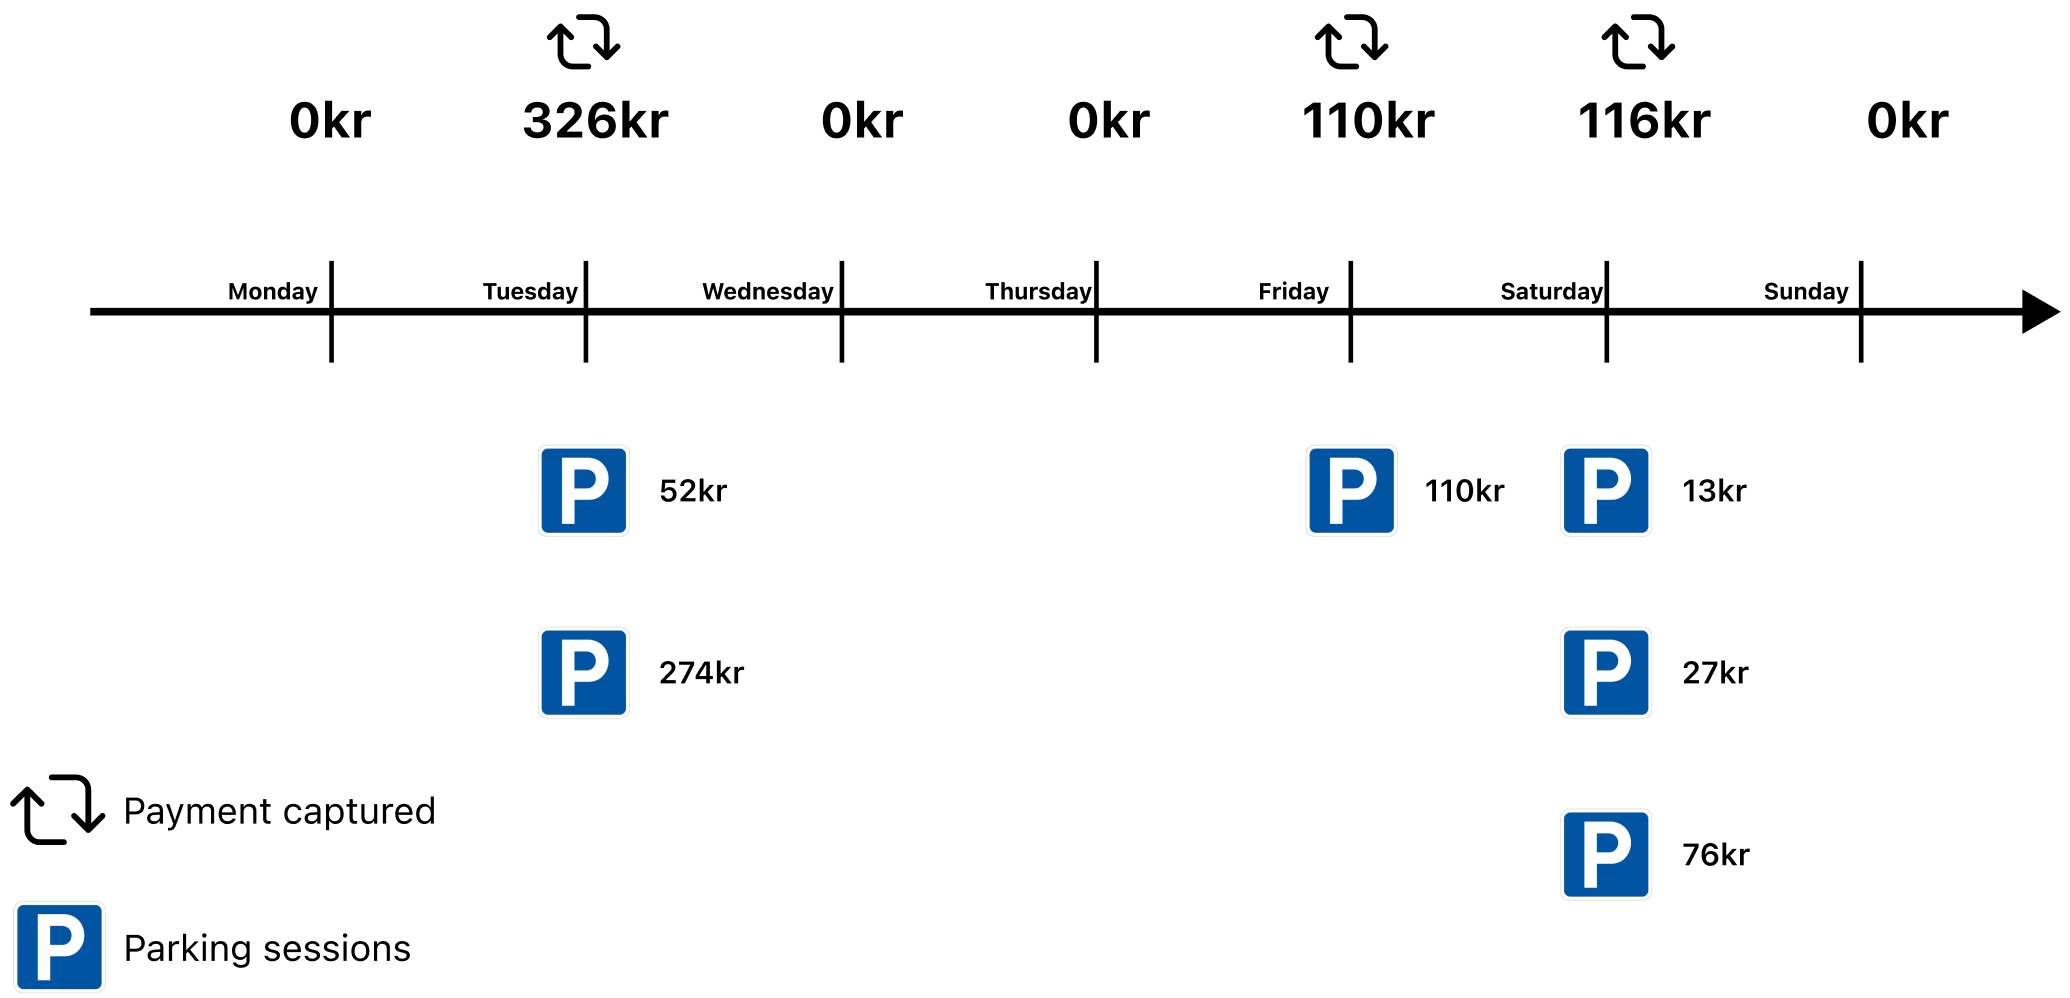 0kr 326kr 0kr 0kr 110kr 116kr 0kr
Monday Tuesday Wednesday Thursday Friday Saturday Sunday
P 52kr P 110kr P 13kr
P 274kr P 27kr
P 76kr
Payment captured
P Parking sessions